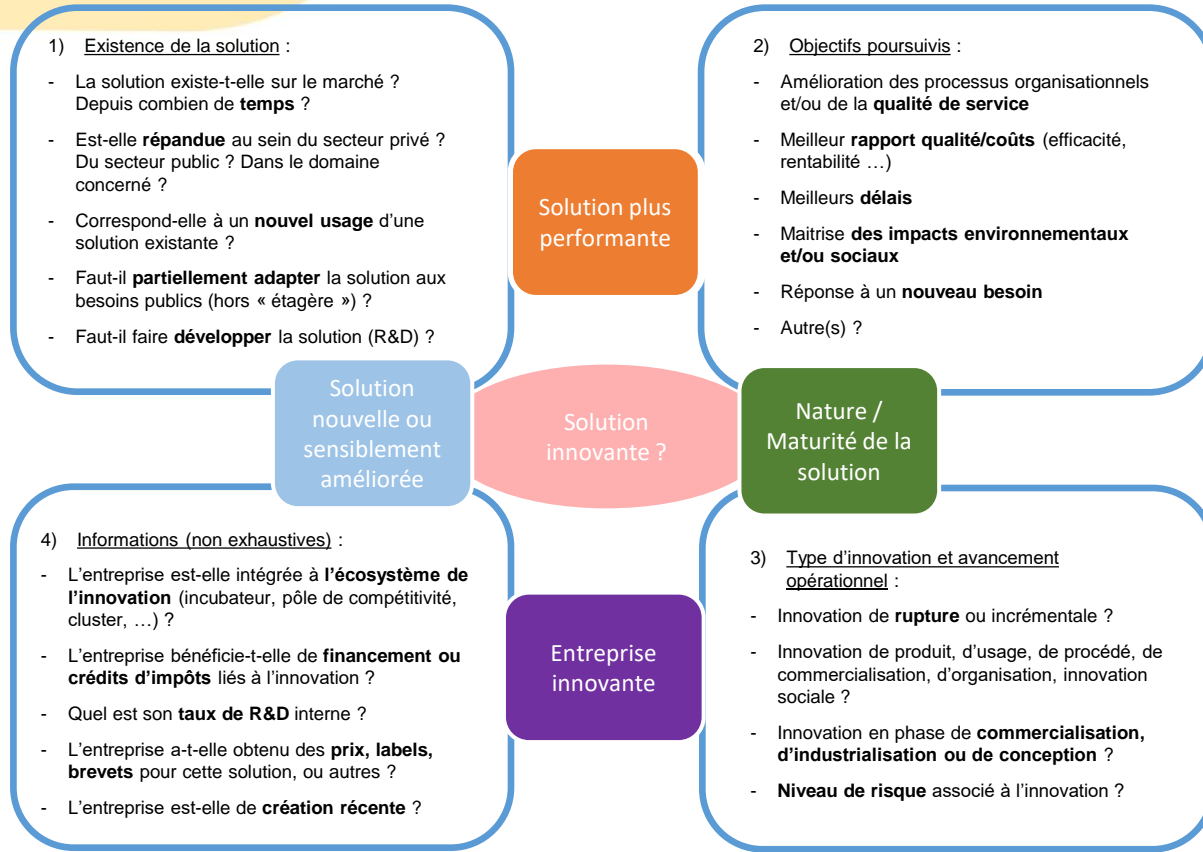 1) Existence de la solution :
- La solution existe-t-elle sur le marché ?
Depuis combien de temps ?
- Est-elle répandue au sein du secteur privé ?
Du secteur public ? Dans le domaine
concerné ?
- Correspond-elle à un nouvel usage d'une
solution existante ?
- Faut-il partiellement adapter la solution aux
besoins publics (hors « étagère ») ?
- Faut-il faire développer la solution (R&D) ?
Solution plus
performante
2) Objectifs poursuivis :
- Amélioration des processus organisationnels
et/ou de la qualité de service
- Meilleur rapport qualité/coûts (efficacité,
rentabilité …)
- Meilleurs délais
- Maitrise des impacts environnementaux
et/ou sociaux
- Réponse à un nouveau besoin
- Autre(s) ?
Solution
nouvelle ou
sensiblement
améliorée
Solution
innovante ?
Nature /
Maturité de la
solution
4) Informations (non exhaustives) :
- L'entreprise est-elle intégrée à l'écosystème de
l'innovation (incubateur, pôle de compétitivité,
cluster, …) ?
- L'entreprise bénéficie-t-elle de financement ou
crédits d'impôts liés à l'innovation ?
- Quel est son taux de R&D interne ?
- L'entreprise a-t-elle obtenu des prix, labels,
brevets pour cette solution, ou autres ?
- L'entreprise est-elle de création récente ?
Entreprise
innovante
3) Type d'innovation et avancement
opérationnel :
- Innovation de rupture ou incrémentale ?
- Innovation de produit, d'usage, de procédé, de
commercialisation, d'organisation, innovation
sociale ?
- Innovation en phase de commercialisation,
d'industrialisation ou de conception ?
- Niveau de risque associé à l'innovation ?